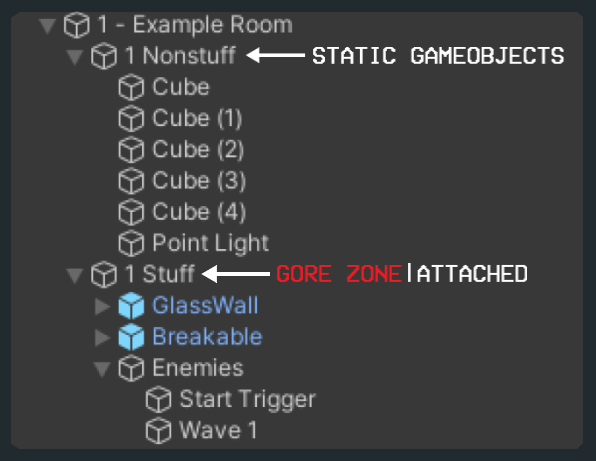 1 - Example Room
1 Nonstuff STATIC GAMEOBJECTS
Cube
Cube (1)
Cube (2)
Cube (3)
Cube (4)
Point Light
1 Stuff GORE ZONE|ATTACHED
GlassWall
Breakable
Enemies
Start Trigger
Wave 1